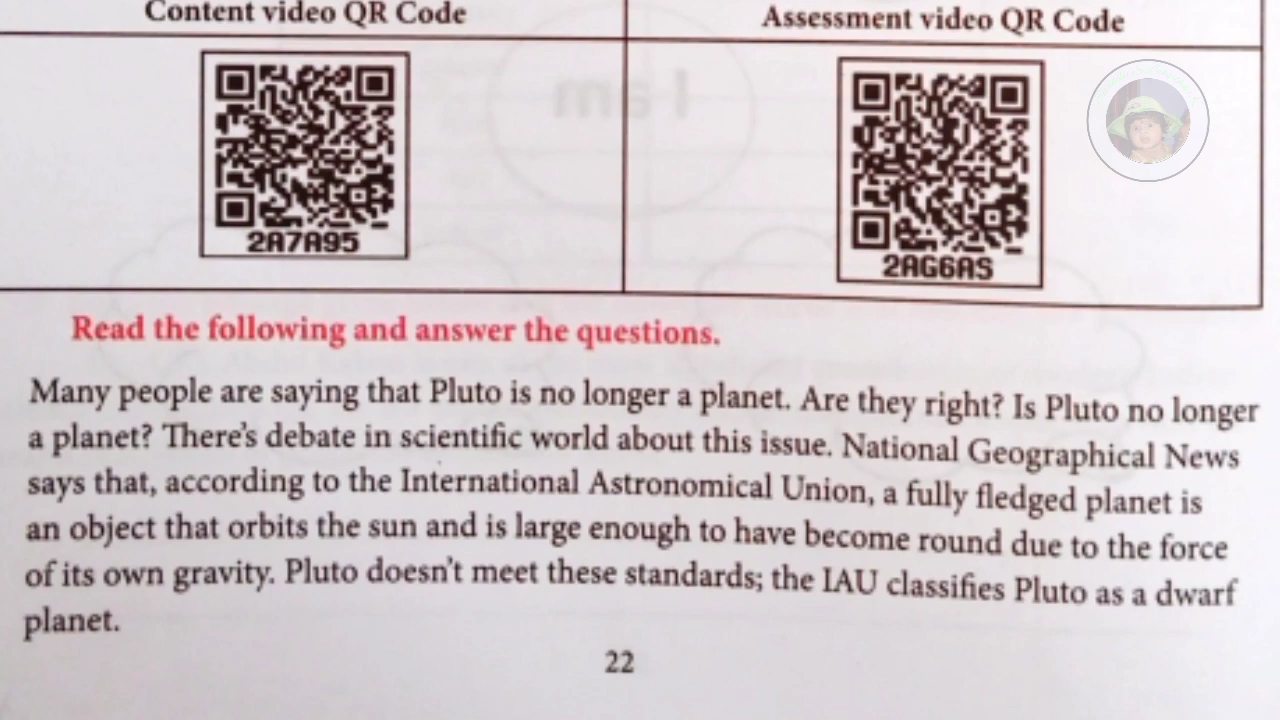 Content video QR Code
Assessment video QR Code
I am
2A7A95
2AG6AS
Read the following and answer the questions.
Many people are saying that Pluto is no longer a planet. Are they right? Is Pluto no longer
a planet? There's debate in scientific world about this issue. National Geographical News
says that, according to the International Astronomical Union, a fully fledged planet is
an object that orbits the sun and is large enough to have become round due to the force
of its own gravity. Pluto doesn't meet these standards; the IAU classifies Pluto as a dwarf
planet.
22